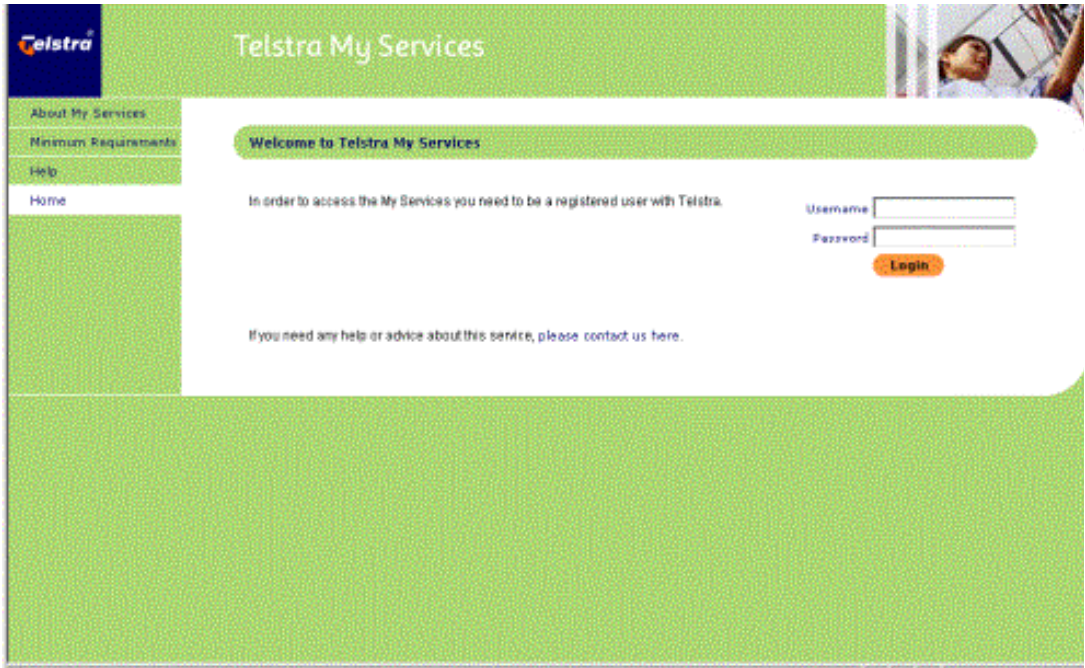 Telstra
Telstra My Services
About My Services
Minimum Requirements
Help
Home
Welcome to Telstra My Services
In order to access the My Services you need to be a registered user with Telstra.
Username
Password
Login
If you need any help or advice about this service, please contact us here.